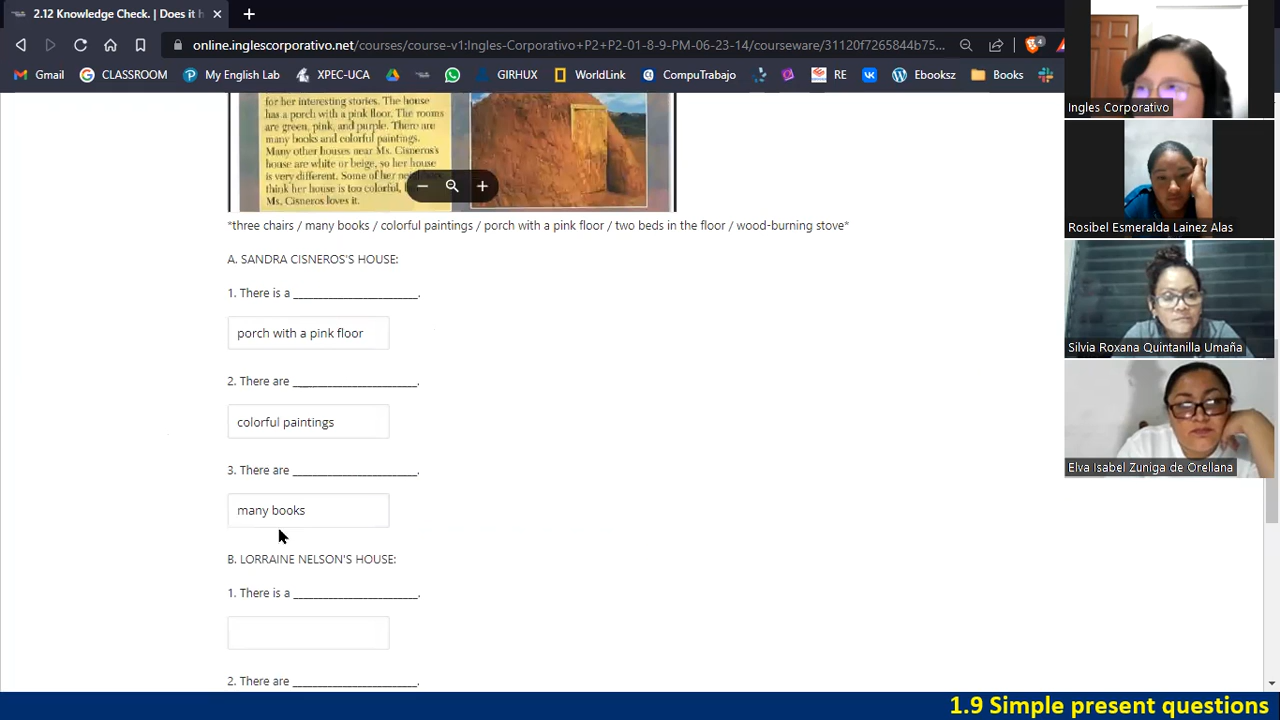 2.12 Knowledge Check. | Does it h
online.inglescorporativo.net/courses/course-v1:Ingles-Corporativo+P2+P2-01-8-9-PM-06-23-14/courseware/31120f7265844b75...
4
Gmail
CLASSROOM
My English Lab
XPEGUCA
GIRHUX
WorldLink
CompuTrabajo
RE
Ebooksz
Books
for her interesting stories. The house
has a porch with a pink floor. The rooms
are green, pink, and purple. There are
many books and colorful paintings.
Many other houses near Ms. Cisneros's
house are white or beige, so her house
is very different. Some of her
think her house is too colorful,
Ms. Cisneros loves it.
*three chairs / many books / colorful paintings / porch with a pink floor / two beds in the floor / wood-burning stove*
A. SANDRA CISNEROS'S HOUSE:
1. There is a ______________________.
porch with a pink floor
2. There are ______________________.
colorful paintings
3. There are ______________________.
many books
B. LORRAINE NELSON'S HOUSE:
1. There is a ______________________.
2. There are ______________________.
Ingles Corporativo
Rosibel Esmeralda Lainez Alas
Silvia Roxana Quintanilla Umaña
Elva Isabel Zuniga de Orellana
1.9 Simple present questions